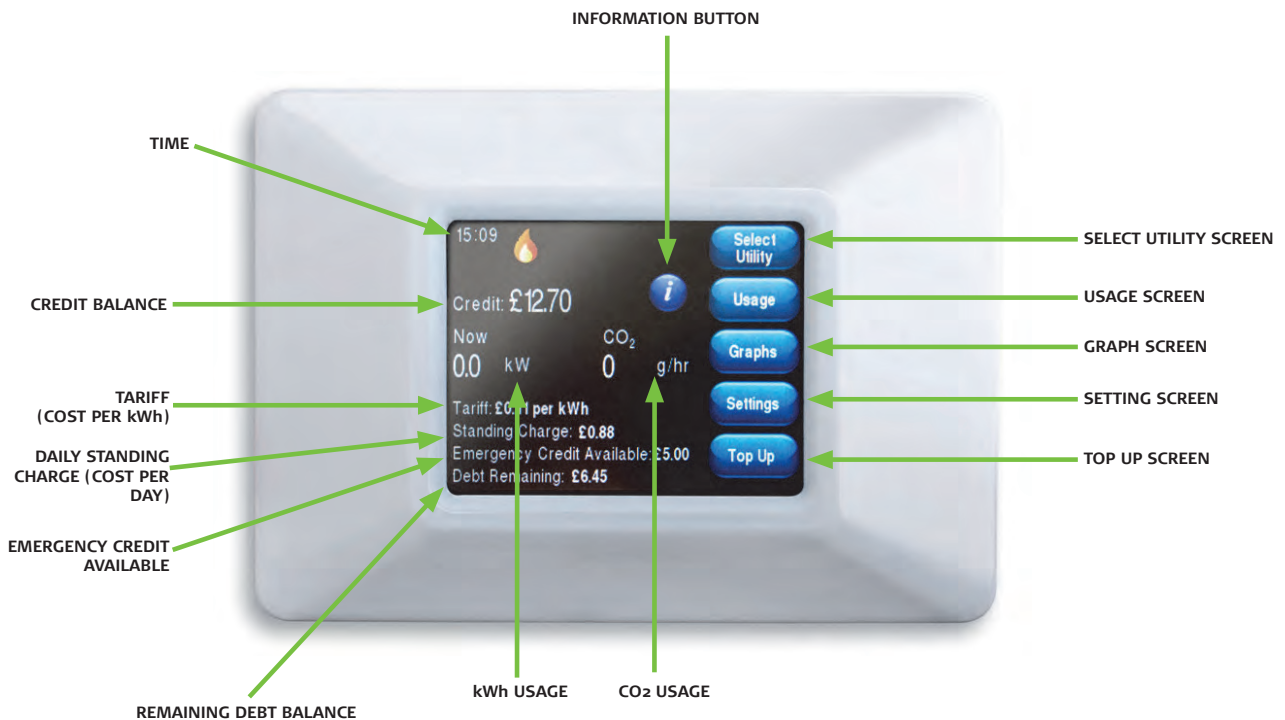 INFORMATION BUTTON
TIME
15:09
Select
Utility
SELECT UTILITY SCREEN
CREDIT BALANCE
Credit: £12.70
i
Usage
USAGE SCREEN
Now
CO₂
Graphs
GRAPH SCREEN
0.0 kW
0 g/hr
TARIFF
(COST PER kWh)
Tariff: per kWh
Settings
SETTING SCREEN
DAILY STANDING
CHARGE (COST PER
DAY)
Standing Charge: £0.88
Emergency Credit Available: £5.00
Top Up
TOP UP SCREEN
Debt Remaining: £6.45
EMERGENCY CREDIT
AVAILABLE
kWh USAGE
CO2 USAGE
REMAINING DEBT BALANCE